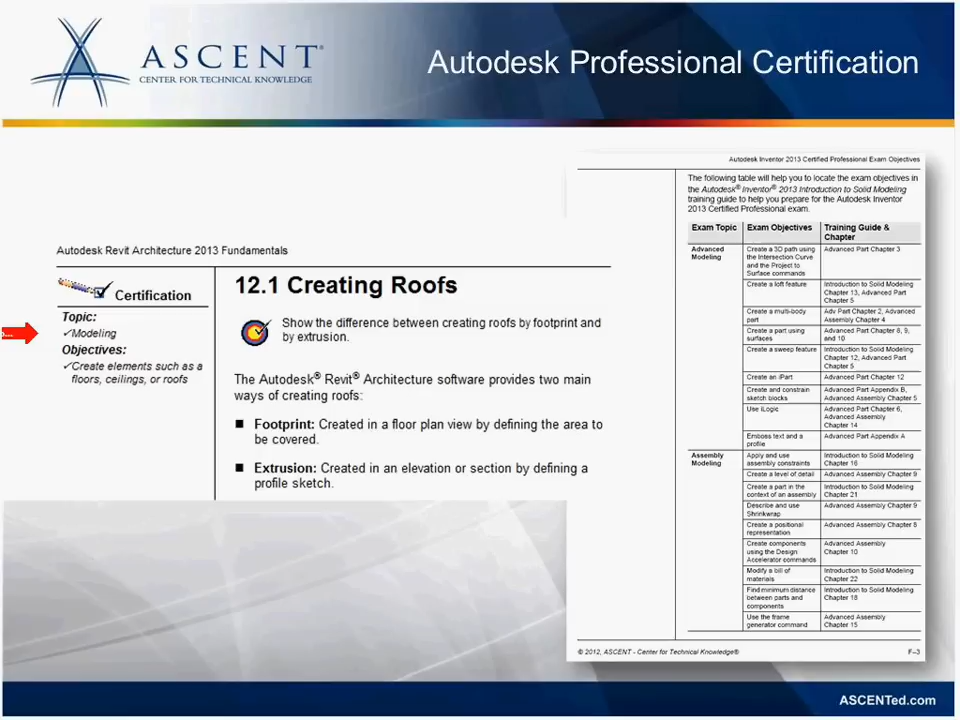 ASCENT®
CENTER FOR TECHNICAL KNOWLEDGE
Autodesk Professional Certification
Autodesk Revit Architecture 2013 Fundamentals
Certification
Topic:
✓Modeling
Objectives:
✓Create elements such as a
floors, ceilings, or roofs
12.1 Creating Roofs
Show the difference between creating roofs by footprint and
by extrusion.
The Autodesk® Revit® Architecture software provides two main
ways of creating roofs:
■ Footprint: Created in a floor plan view by defining the area to
be covered.
■ Extrusion: Created in an elevation or section by defining a
profile sketch.
Autodesk Inventor 2013 Certified Professional Exam Objectives
The following table will help you to locate the exam objectives in
the Autodesk® Inventor® 2013 Introduction to Solid Modeling
training guide to help you prepare for the Autodesk Inventor
2013 Certified Professional exam.
Exam Topic
Exam Objectives
Training Guide &
Chapter
Advanced
Modeling
Create a 3D path using
the Intersection Curve
and the Project to
Surface commands
Advanced Part Chapter 3
Create a loft feature
Introduction to Solid Modeling
Chapter 13, Advanced Part
Chapter 5
Create a multi-body
part
Adv Part Chapter 2, Advanced
Assembly Chapter 4
Create a part using
surfaces
Advanced Part Chapter 8, 9,
and 10
Create a sweep feature
Introduction to Solid Modeling
Chapter 12, Advanced Part
Chapter 5
Create an iPart
Advanced Part Chapter 12
Create and constrain
sketch blocks
Advanced Part Appendix B,
Advanced Assembly Chapter 5
Use iLogic
Advanced Part Chapter 6,
Advanced Assembly
Chapter 14
Emboss text and a
profile
Advanced Part Appendix A
Assembly
Modeling
Apply and use
assembly constraints
Introduction to Solid Modeling
Chapter 16
Create a level of detail
Advanced Assembly Chapter 9
Create a part in the
context of an assembly
Introduction to Solid Modeling
Chapter 21
Describe and use
Shrinkwrap
Advanced Assembly Chapter 9
Create a positional
representation
Advanced Assembly Chapter 8
Create components
using the Design
Accelerator commands
Advanced Assembly
Chapter 10
Modify a bill of
materials
Introduction to Solid Modeling
Chapter 22
Find minimum distance
between parts and
components
Introduction to Solid Modeling
Chapter 18
Use the frame
generator command
Advanced Assembly
Chapter 15
© 2012, ASCENT - Center for Technical Knowledge®
F–3
ASCENTed.com